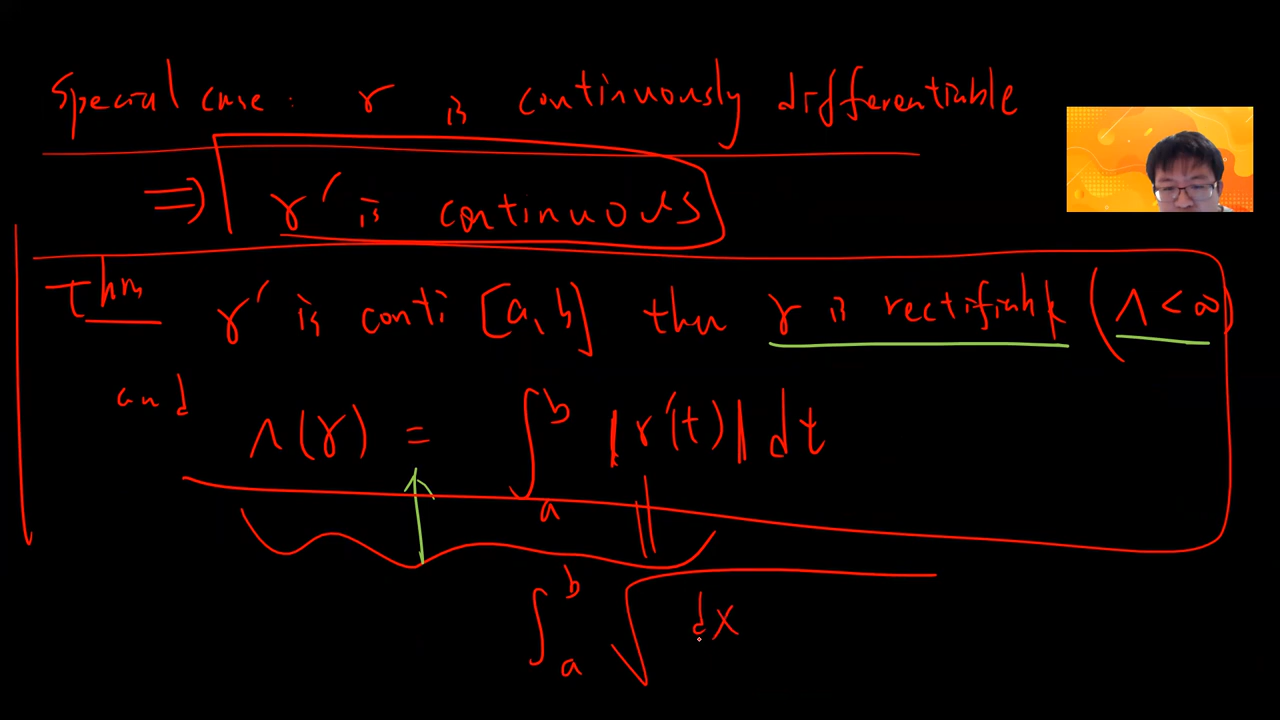 Special case: γ is continuously differentiable
⇒ γ' is continuous
Thm γ' is conti [a, b] then γ is rectifiable (Λ < ∞)
and Λ(γ) = ∫_a^b |γ'(t)| dt
∫_a^b √ dx